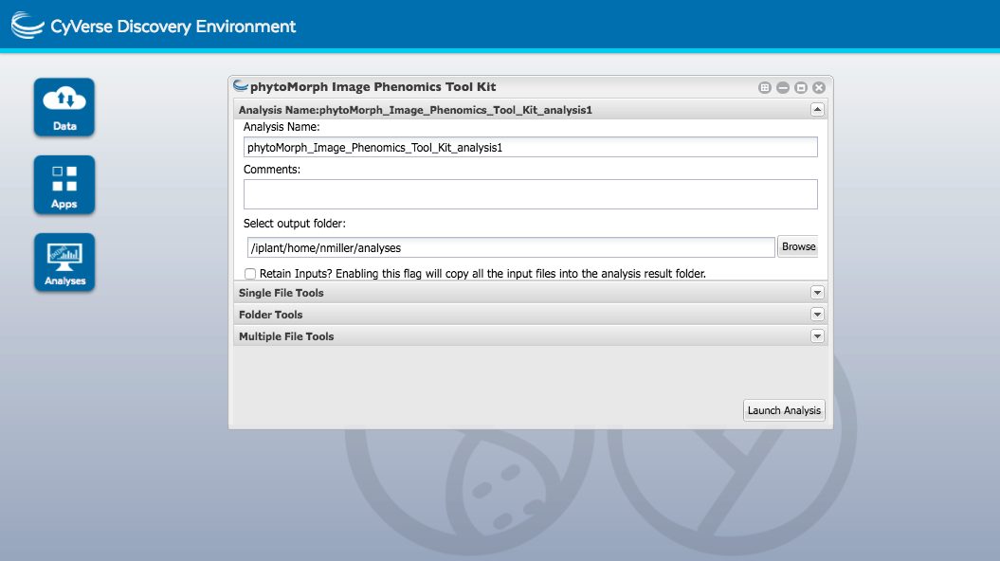 CyVerse Discovery Environment
Data
Apps
Analyses
phytoMorph Image Phenomics Tool Kit
Analysis Name:phytoMorph_Image_Phenomics_Tool_Kit_analysis1
Analysis Name:
phytoMorph_Image_Phenomics_Tool_Kit_analysis1
Comments:
Select output folder:
/iplant/home/nmiller/analyses
Browse
Retain Inputs? Enabling this flag will copy all the input files into the analysis result folder.
Single File Tools
Folder Tools
Multiple File Tools
Launch Analysis